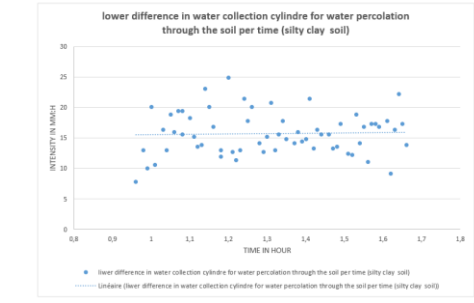 lower difference in water collection cylindre for water percolation
through the soil per time (silty clay soil)
30
25
20
15
10
5
0
INTENSITY IN MM;H
0,8 0,9 1 1,1 1,2 1,3 1,4 1,5 1,6 1,7 1,8
TIME IN HOUR
liwer difference in water collection cylindre for water percolation through the soil per time (silty clay soil)
Linéaire (liwer difference in water collection cylindre for water percolation through the soil per time (silty clay soil))